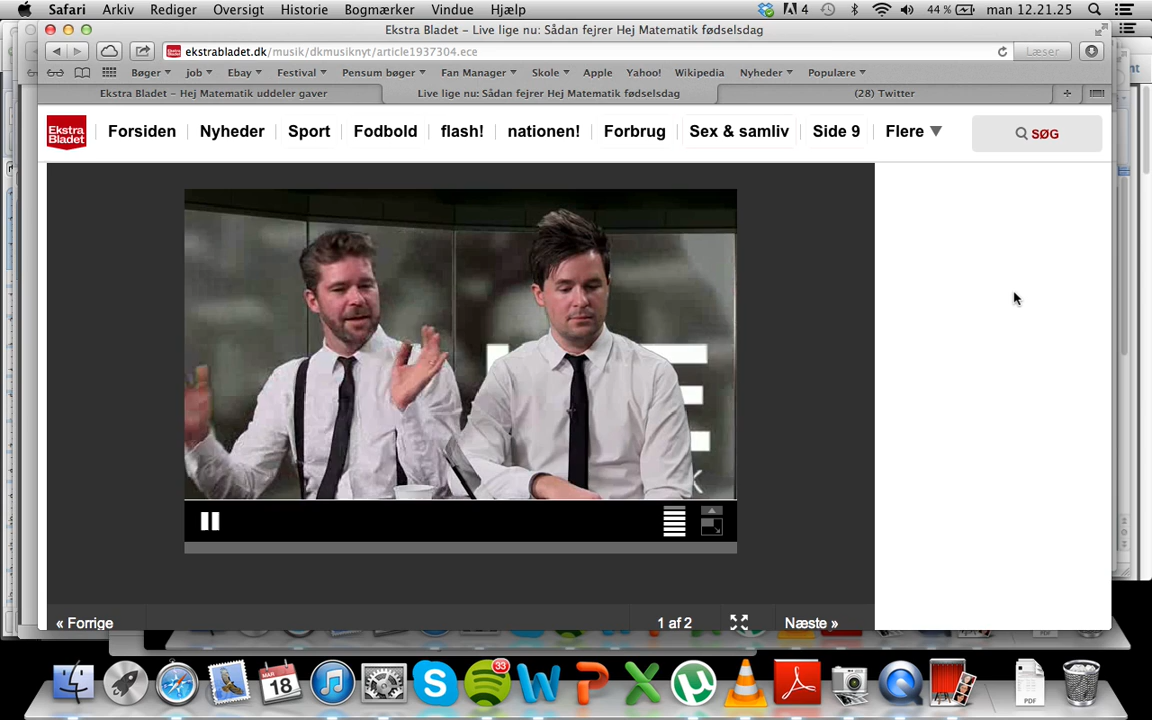 Safari Arkiv Rediger Oversigt Historie Bogmærker Vindue Hjælp 4 44 % man 12.21.25
Ekstra Bladet – Live lige nu: Sådan fejrer Hej Matematik fødselsdag
ekstrabladet.dk/musik/dkmusiknyt/article1937304.ece Læser
Bøger job Ebay Festival Pensum bøger Fan Manager Skole Apple Yahoo! Wikipedia Nyheder Populære
Ekstra Bladet – Hej Matematik uddeler gaver Live lige nu: Sådan fejrer Hej Matematik fødselsdag (28) Twitter
Ekstra Bladet Forsiden Nyheder Sport Fodbold flash! nationen! Forbrug Sex & samliv Side 9 Flere SØG
« Forrige 1 af 2 Næste »
MAR 18 33 PDF